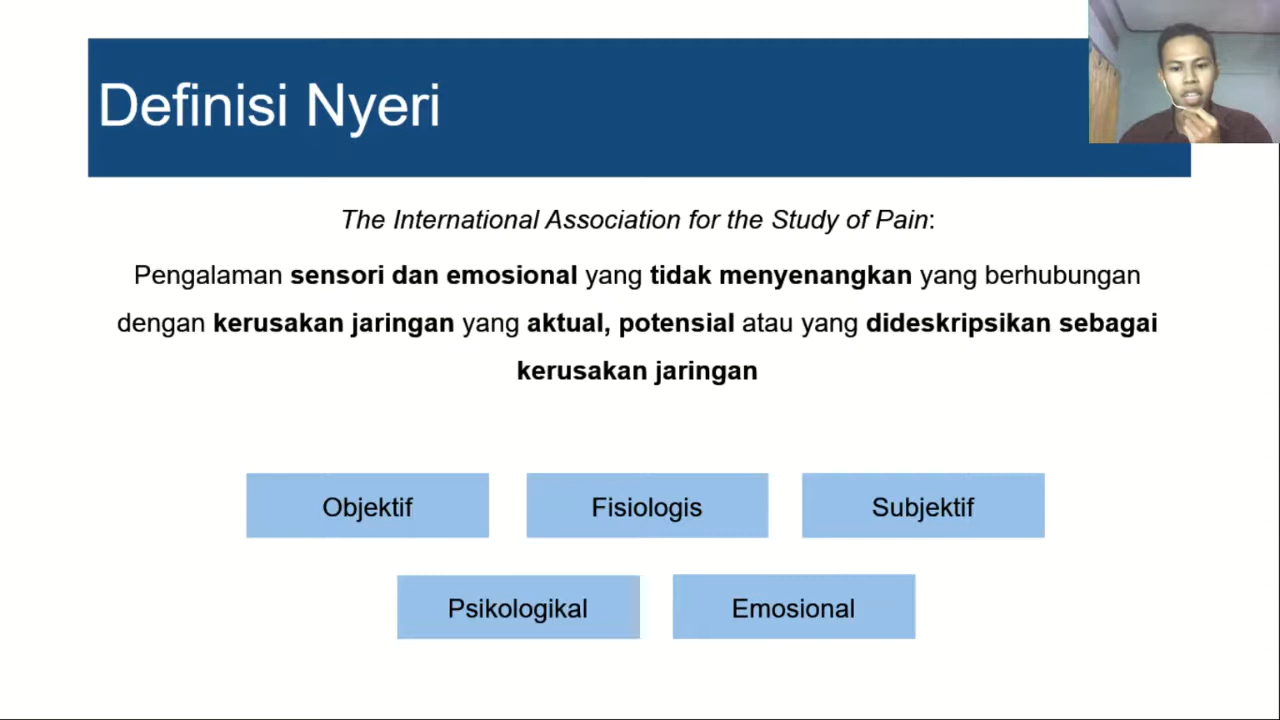 Definisi Nyeri
The International Association for the Study of Pain:
Pengalaman sensori dan emosional yang tidak menyenangkan yang berhubungan
dengan kerusakan jaringan yang aktual, potensial atau yang dideskripsikan sebagai
kerusakan jaringan
Objektif
Fisiologis
Subjektif
Psikologikal
Emosional